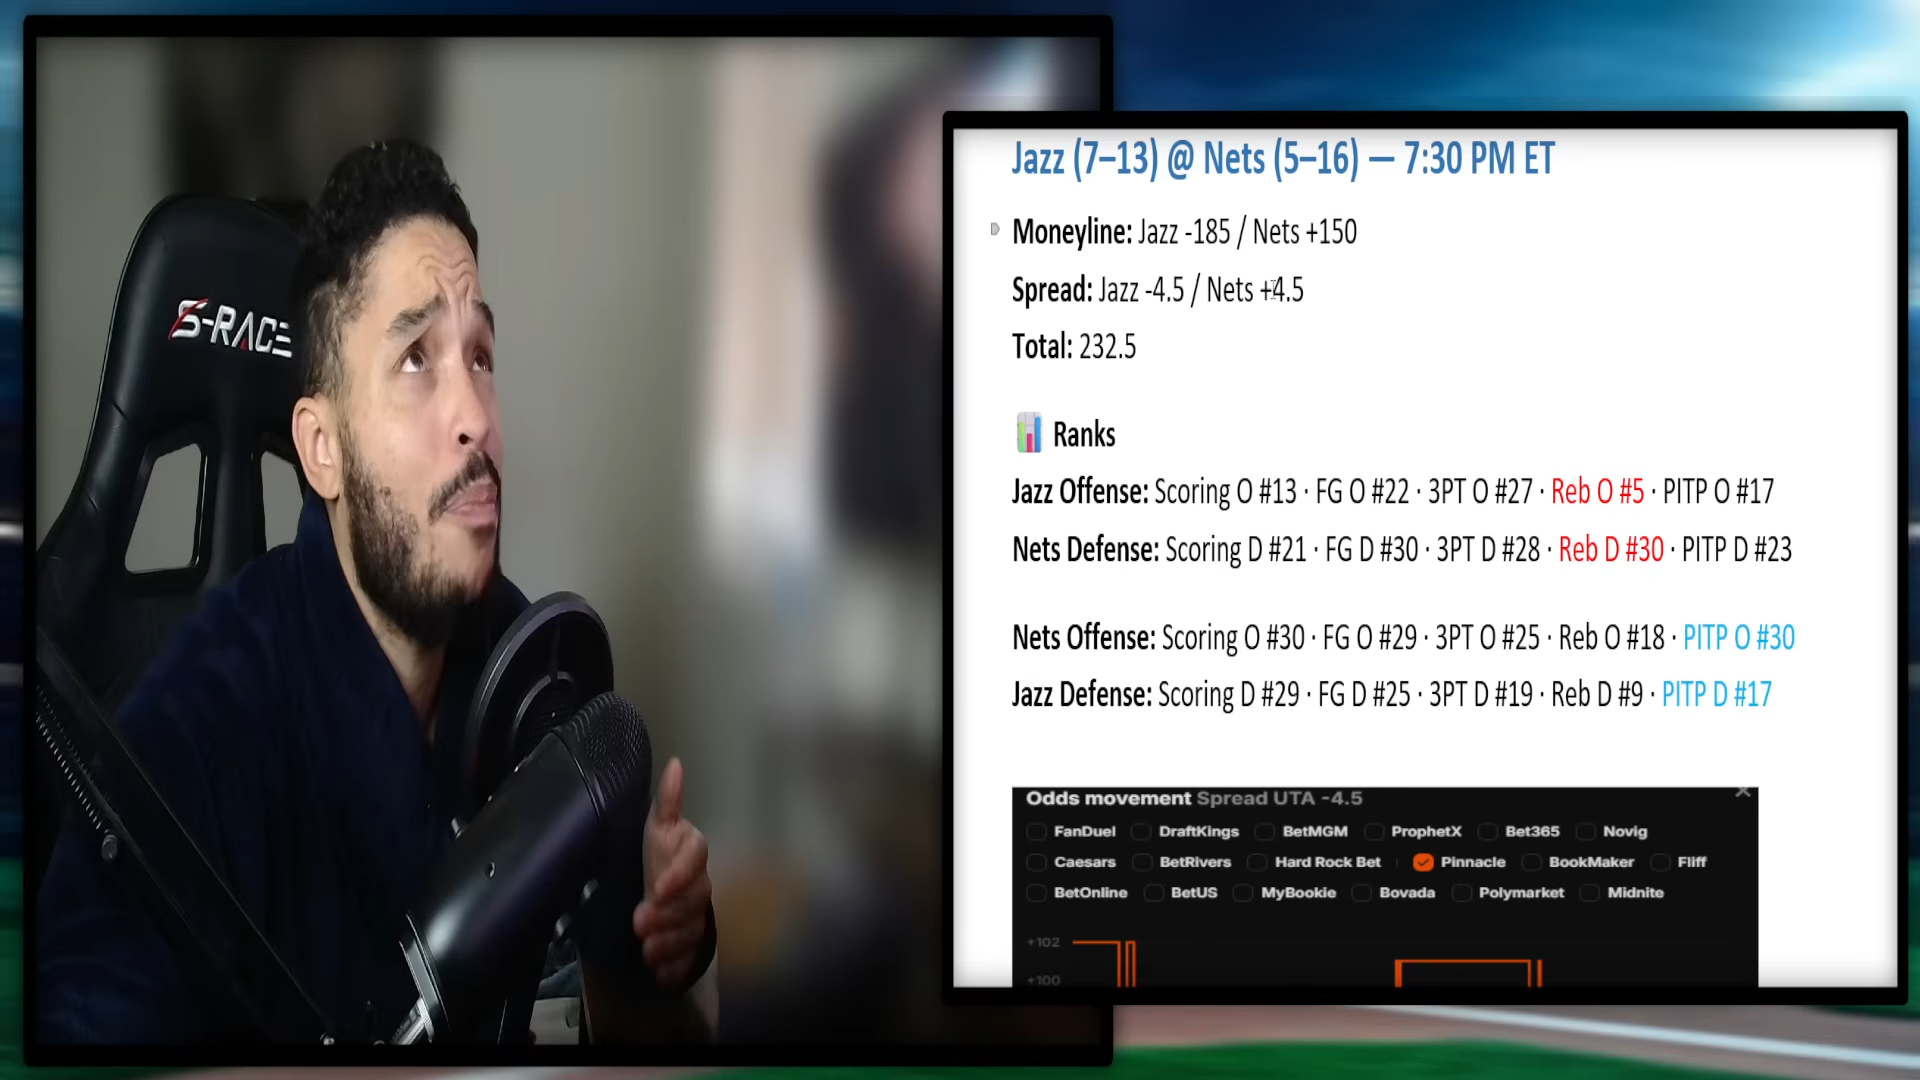 S-RACE
Jazz (7–13) @ Nets (5–16) — 7:30 PM ET
Moneyline: Jazz -185 / Nets +150
Spread: Jazz -4.5 / Nets +4.5
Total: 232.5
Ranks
Jazz Offense: Scoring O #13 · FG O #22 · 3PT O #27 · Reb O #5 · PITP O #17
Nets Defense: Scoring D #21 · FG D #30 · 3PT D #28 · Reb D #30 · PITP D #23
Nets Offense: Scoring O #30 · FG O #29 · 3PT O #25 · Reb O #18 · PITP O #30
Jazz Defense: Scoring D #29 · FG D #25 · 3PT D #19 · Reb D #9 · PITP D #17
Odds movement Spread UTA -4.5
FanDuel DraftKings BetMGM ProphetX Bet365 Novig
Caesars BetRivers Hard Rock Bet Pinnacle BookMaker Fliff
BetOnline BetUS MyBookie Bovada Polymarket Midnite
+102
+100